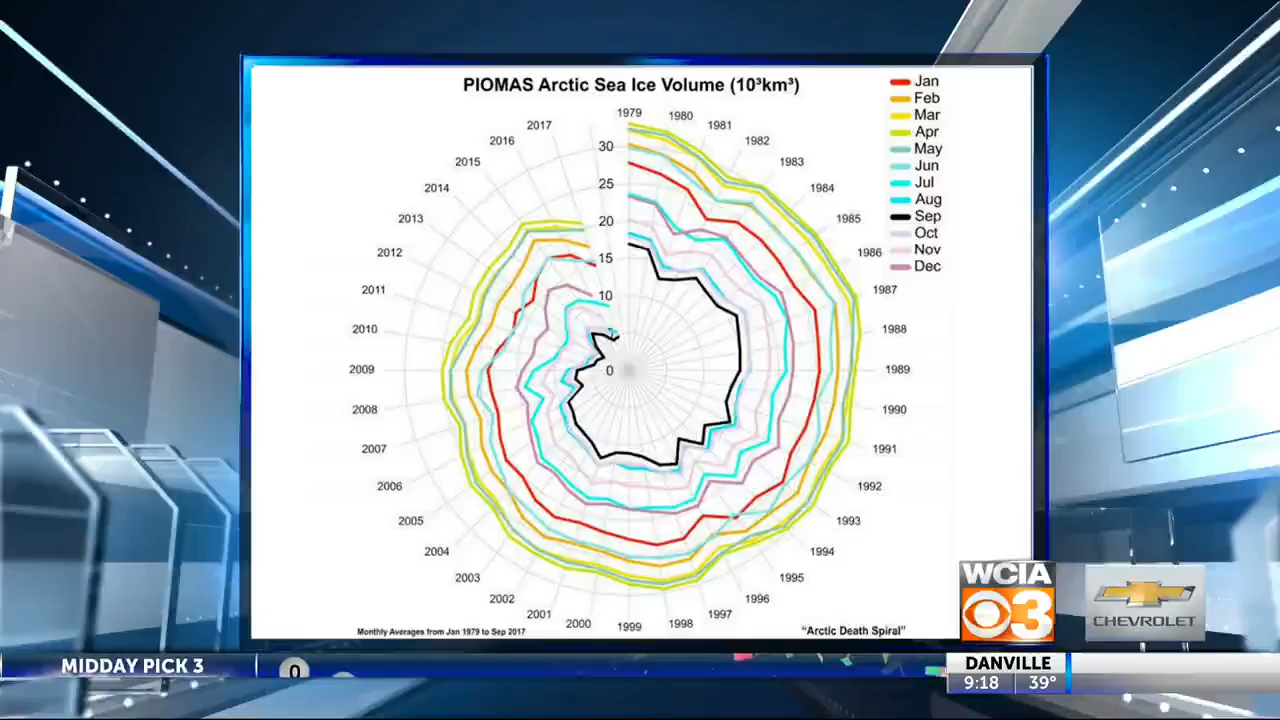 PIOMAS Arctic Sea Ice Volume (10³km³)
Jan
Feb
Mar
Apr
May
Jun
Jul
Aug
Sep
Oct
Nov
Dec
1979
1980
1981
1982
1983
1984
1985
1986
1987
1988
1989
1990
1991
1992
1993
1994
1995
1996
1997
1998
1999
2000
2001
2002
2003
2004
2005
2006
2007
2008
2009
2010
2011
2012
2013
2014
2015
2016
2017
30
25
20
15
10
0
Monthly Averages from Jan 1979 to Sep 2017
“Arctic Death Spiral”
WCIA
3
CHEVROLET
MIDDAY PICK 3
0
DANVILLE
9:18 39°